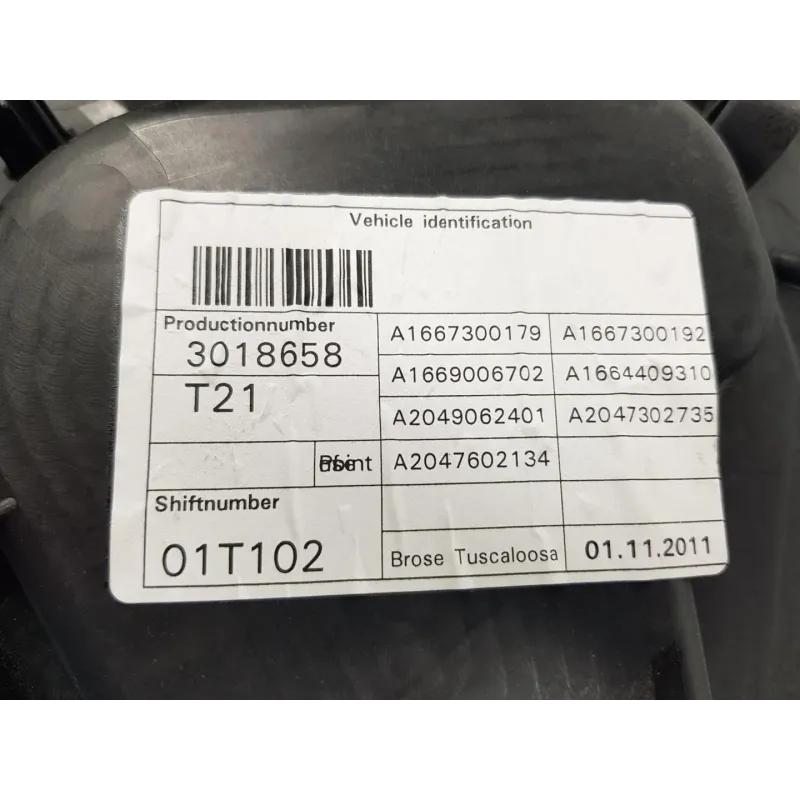 Vehicle identification
Productionnumber
3018658
T21
A1667300179 A1667300192
A1669006702 A1664409310
A2049062401 A2047302735
A2047602134
Shiftnumber
01T102
Brose Tuscaloosa 01.11.2011